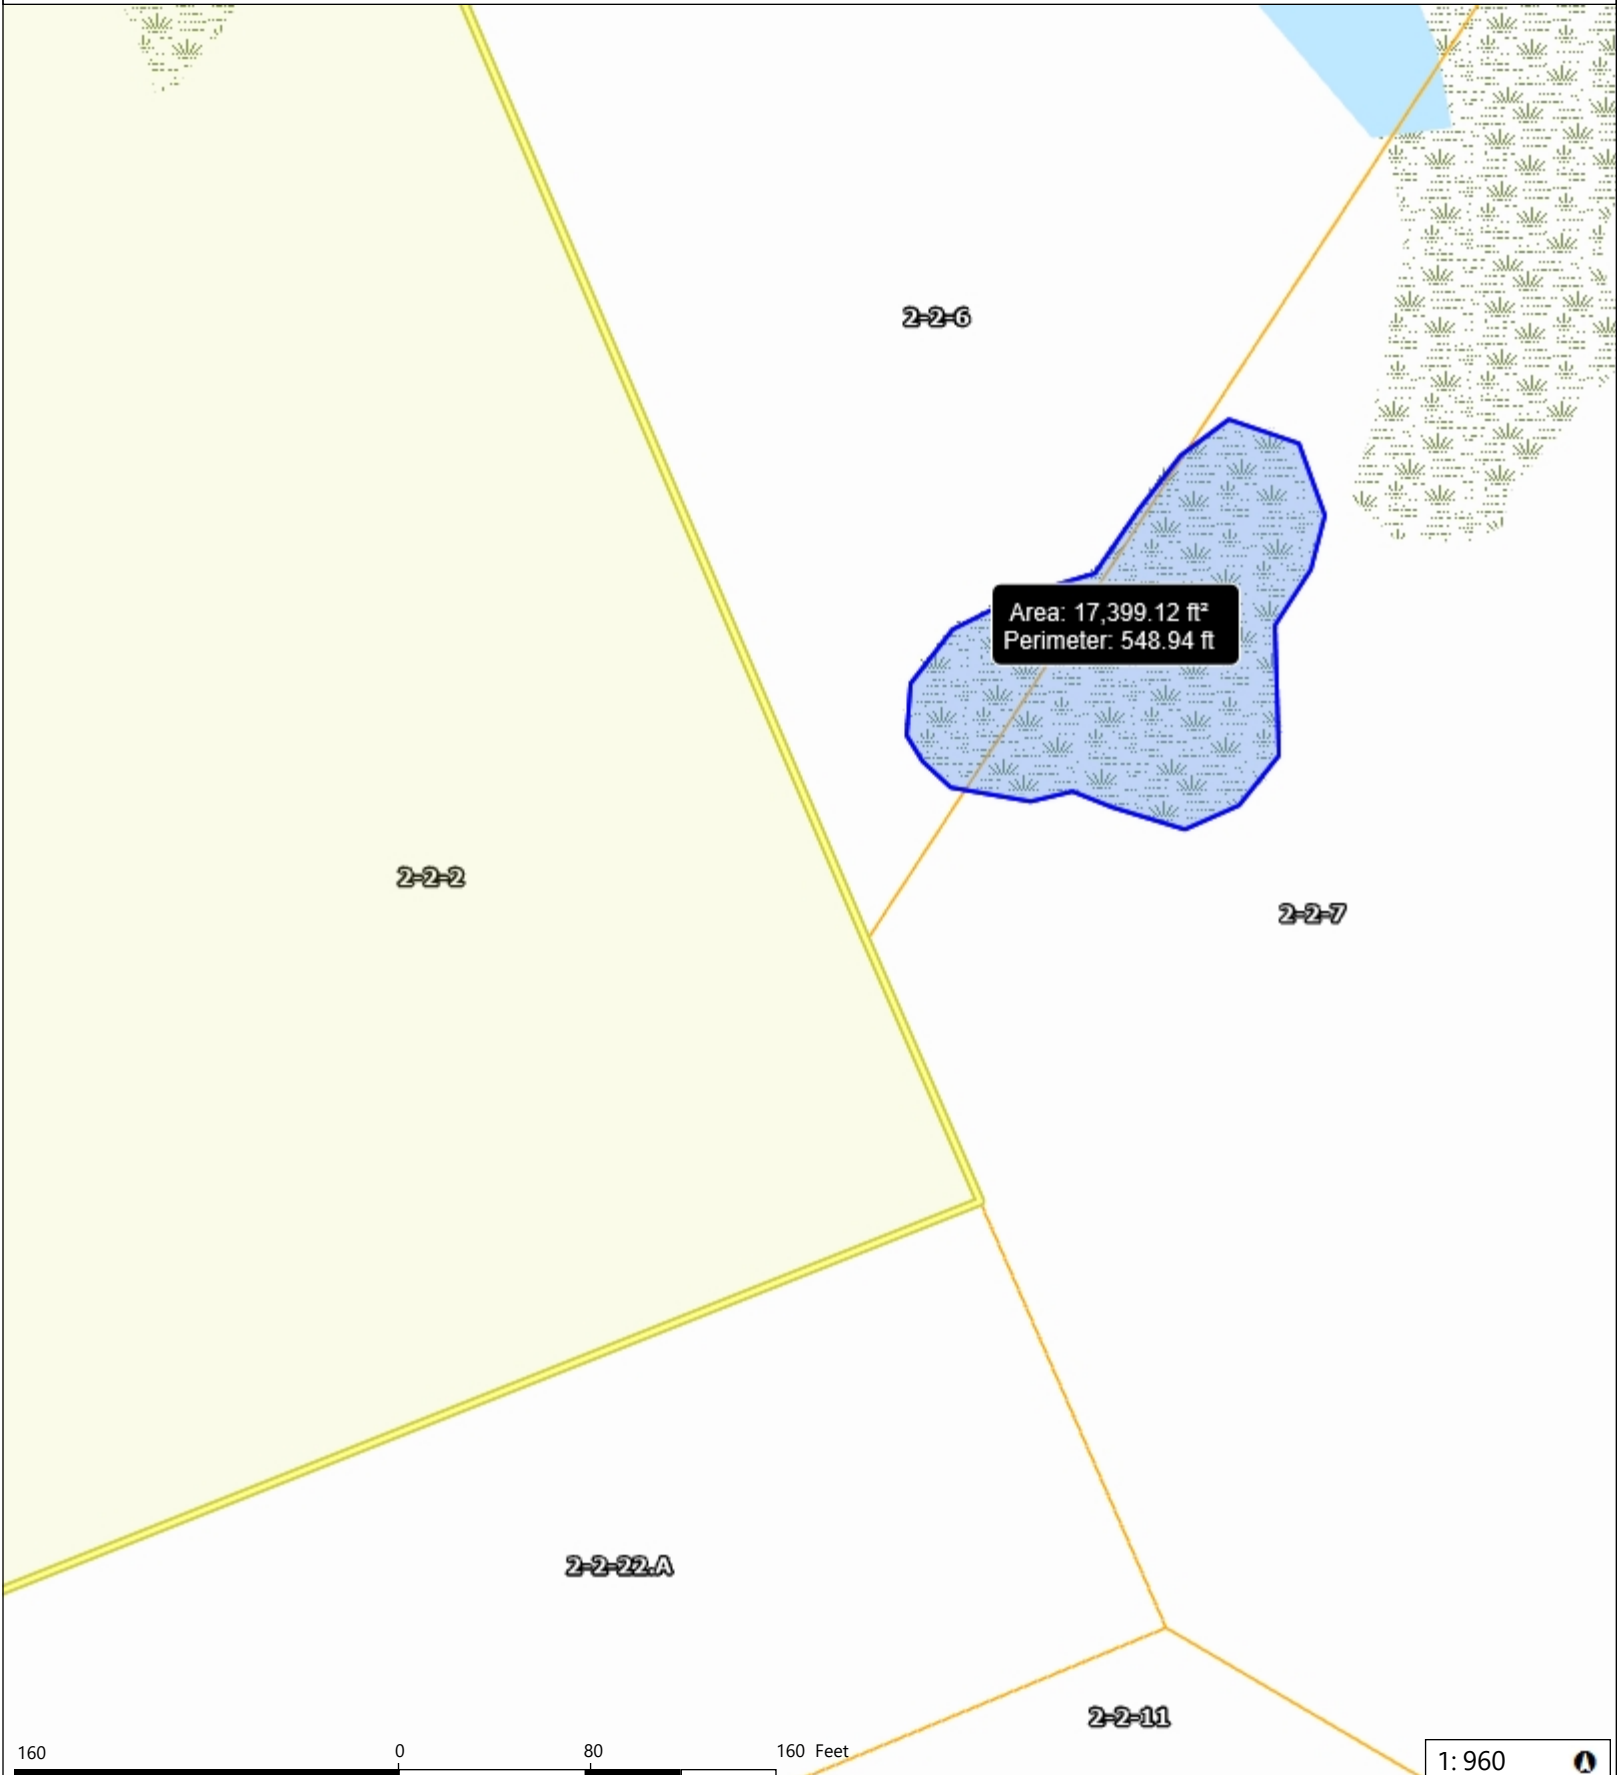 2-2-6
Area: 17,399.12 ft²
Perimeter: 548.94 ft
2-2-2
2-2-7
2-2-22.A
2-2-11
160 0 80 160 Feet
1: 960